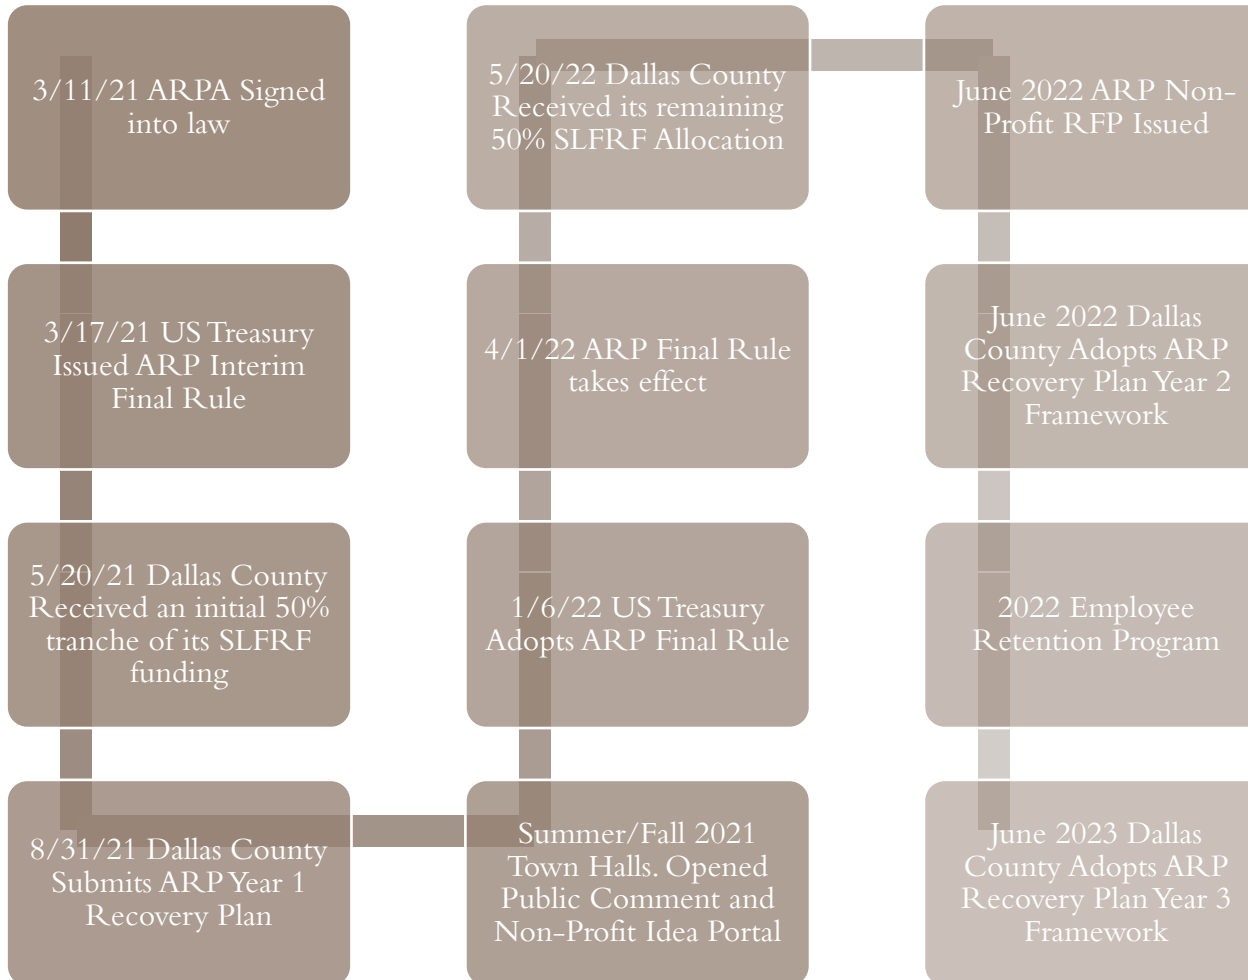 3/11/21 ARPA Signed
into law
3/17/21 US Treasury
Issued ARP Interim
Final Rule
5/20/21 Dallas County
Received an initial 50%
tranche of its SLFRF
funding
8/31/21 Dallas County
Submits ARP Year 1
Recovery Plan
Summer/Fall 2021
Town Halls. Opened
Public Comment and
Non-Profit Idea Portal
1/6/22 US Treasury
Adopts ARP Final Rule
4/1/22 ARP Final Rule
takes effect
5/20/22 Dallas County
Received its remaining
50% SLFRF Allocation
June 2022 ARP Non-
Profit RFP Issued
June 2022 Dallas
County Adopts ARP
Recovery Plan Year 2
Framework
2022 Employee
Retention Program
June 2023 Dallas
County Adopts ARP
Recovery Plan Year 3
Framework